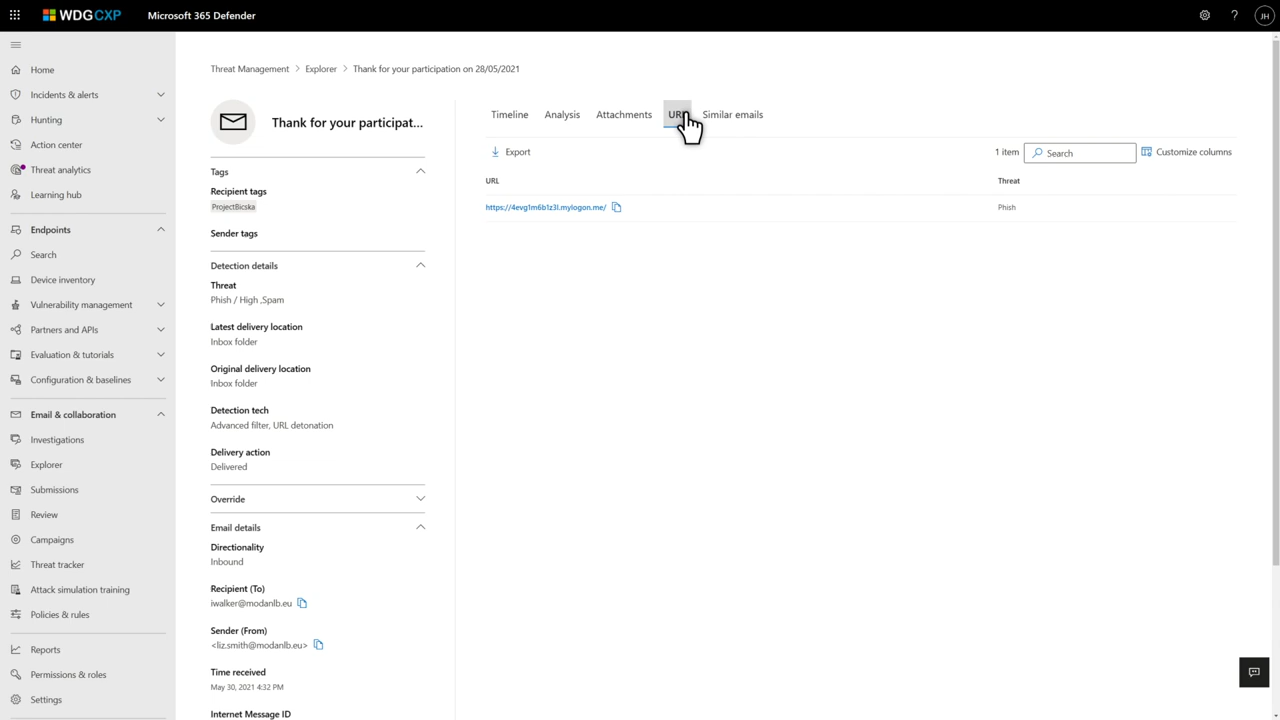 WDGCXP
Microsoft 365 Defender
JH
Home
Incidents & alerts
Hunting
Action center
Threat analytics
Learning hub
Endpoints
Search
Device inventory
Vulnerability management
Partners and APIs
Evaluation & tutorials
Configuration & baselines
Email & collaboration
Investigations
Explorer
Submissions
Review
Campaigns
Threat tracker
Attack simulation training
Policies & rules
Reports
Permissions & roles
Settings
Threat Management > Explorer > Thank for your participation on 28/05/2021
Thank for your participat...
Tags
Recipient tags
ProjectBicska
Sender tags
Detection details
Threat
Phish / High ,Spam
Latest delivery location
Inbox folder
Original delivery location
Inbox folder
Detection tech
Advanced filter, URL detonation
Delivery action
Delivered
Override
Email details
Directionality
Inbound
Recipient (To)
iwalker@modanlb.eu
Sender (From)
<liz.smith@modanlb.eu>
Time received
May 30, 2021 4:32 PM
Internet Message ID
Timeline Analysis Attachments URL Similar emails
Export 1 item Search Customize columns
URL Threat
https://4evg1m6b1z3l.mylogon.me/ Phish